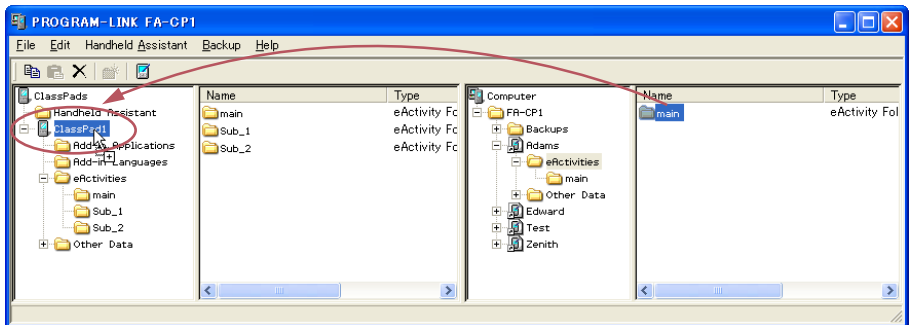 PROGRAM-LINK FA-CP1
File Edit Handheld Assistant Backup Help
ClassPads
Handheld Assistant
ClassPad1
Add-in Applications
Add-in Languages
eActivities
main
Sub_1
Sub_2
Other Data
Name Type
main eActivity Fo
Sub_1 eActivity Fo
Sub_2 eActivity Fo
Computer
FA-CP1
Backups
Adams
eActivities
main
Other Data
Edward
Test
Zenith
Name Type
main eActivity Fol